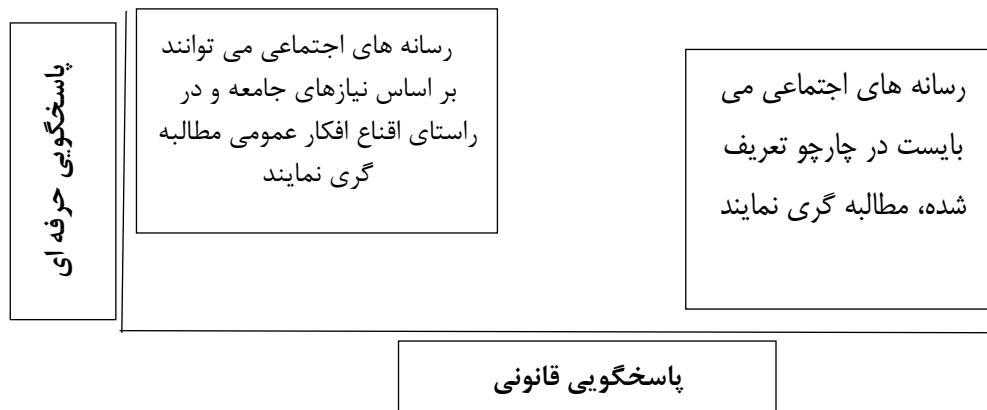 رسانه های اجتماعی می
بایست در چارچو تعریف
شده، مطالبه گری نمایند
رسانه های اجتماعی می توانند
بر اساس نیازهای جامعه و در
راستای اقناع افکار عمومی مطالبه
گری نمایند
پاسخگویی حرفه ای
پاسخگویی قانونی